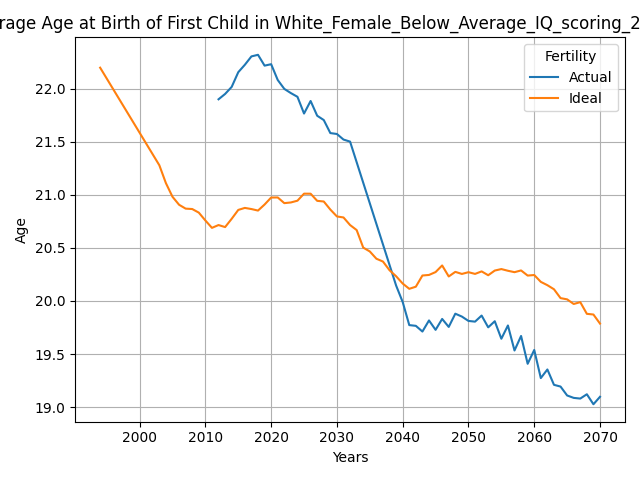 rage Age at Birth of First Child in White_Female_Below_Average_IQ_scoring_2
Fertility
Actual
Ideal
22.0
21.5
21.0
20.5
20.0
19.5
19.0
Age
2000 2010 2020 2030 2040 2050 2060 2070
Years